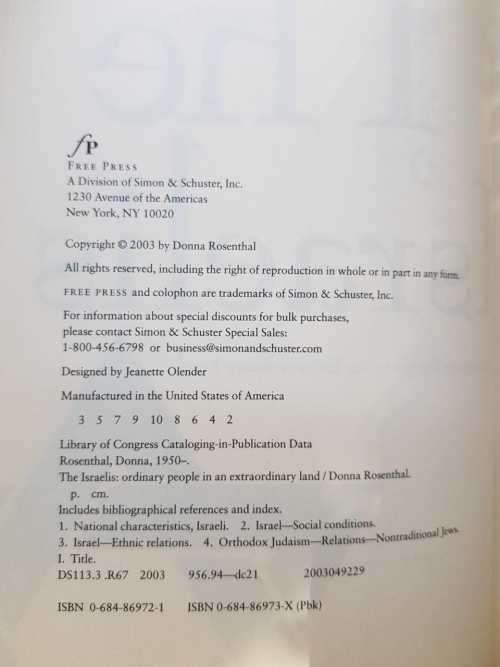 fP
FREE PRESS
A Division of Simon & Schuster, Inc.
1230 Avenue of the Americas
New York, NY 10020
Copyright © 2003 by Donna Rosenthal
All rights reserved, including the right of reproduction in whole or in part in any form.
FREE PRESS and colophon are trademarks of Simon & Schuster, Inc.
For information about special discounts for bulk purchases,
please contact Simon & Schuster Special Sales:
1-800-456-6798 or business@simonandschuster.com
Designed by Jeanette Olender
Manufactured in the United States of America
3 5 7 9 10 8 6 4 2
Library of Congress Cataloging-in-Publication Data
Rosenthal, Donna, 1950–.
The Israelis: ordinary people in an extraordinary land / Donna Rosenthal.
p. cm.
Includes bibliographical references and index.
1. National characteristics, Israeli. 2. Israel—Social conditions.
3. Israel—Ethnic relations. 4. Orthodox Judaism—Relations—Nontraditional Jews.
I. Title.
DS113.3 .R67 2003 956.94—dc21 2003049229
ISBN 0-684-86972-1 ISBN 0-684-86973-X (Pbk)